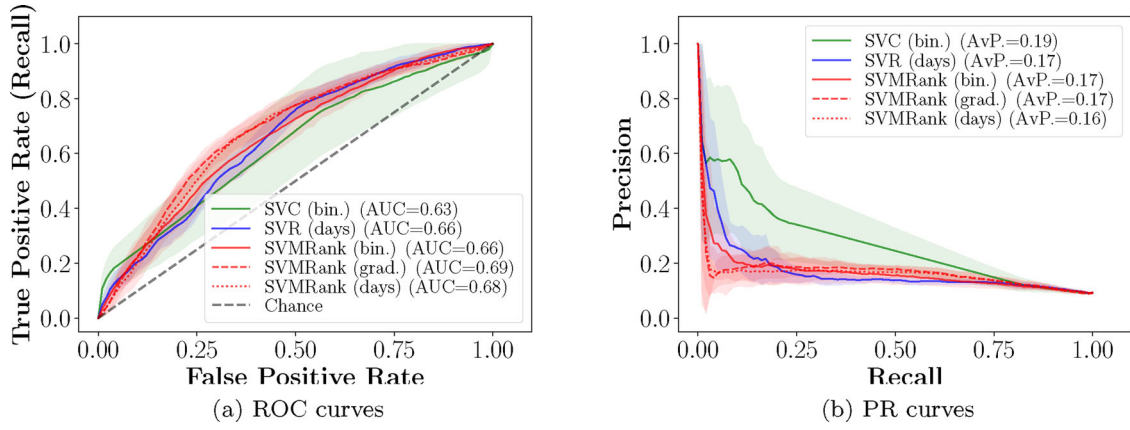 True Positive Rate (Recall)
1.0
0.8
0.6
0.4
0.2
0.0
SVC (bin.) (AUC=0.63)
SVR (days) (AUC=0.66)
SVMRank (bin.) (AUC=0.66)
SVMRank (grad.) (AUC=0.69)
SVMRank (days) (AUC=0.68)
Chance
0.00 0.25 0.50 0.75 1.00
False Positive Rate
(a) ROC curves
Precision
1.0
0.8
0.6
0.4
0.2
0.0
SVC (bin.) (AvP.=0.19)
SVR (days) (AvP.=0.17)
SVMRank (bin.) (AvP.=0.17)
SVMRank (grad.) (AvP.=0.17)
SVMRank (days) (AvP.=0.16)
0.00 0.25 0.50 0.75 1.00
Recall
(b) PR curves